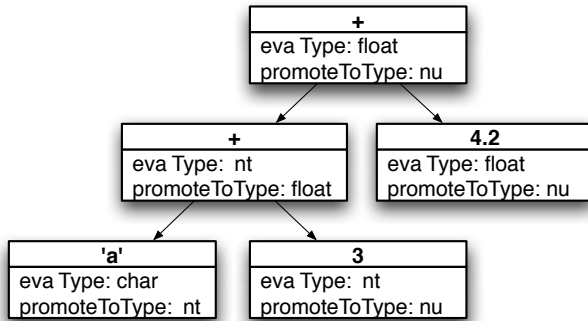 +
eva Type: float
promoteToType: nu
+
eva Type: nt
promoteToType: float
4.2
eva Type: float
promoteToType: nu
'a'
eva Type: char
promoteToType: nt
3
eva Type: nt
promoteToType: nu